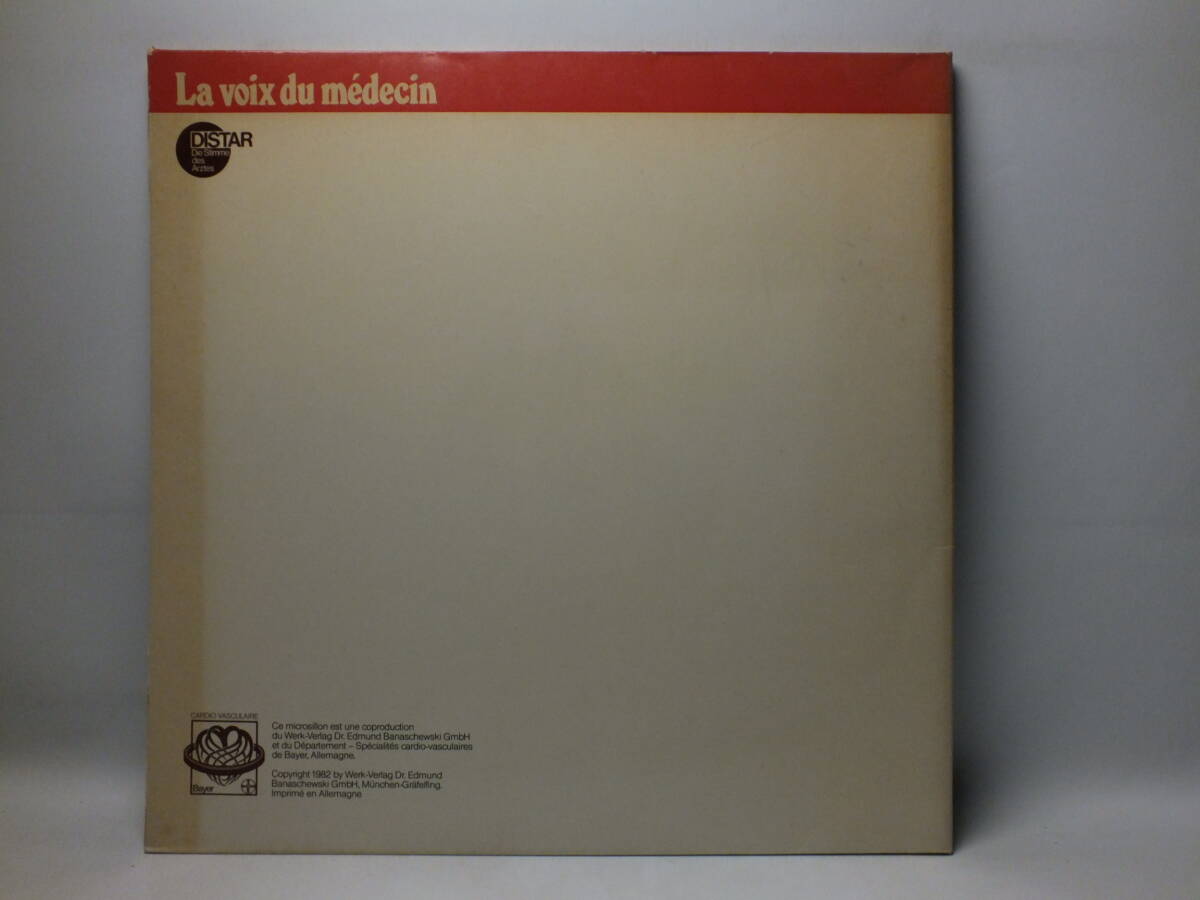 La voix du médecin
DISTAR
Die Stimme
des
Arztes
CARDIO-VASCULAIRE
Bayer
Ce microsillon est une coproduction
du Werk-Verlag Dr. Edmund Banaschewski GmbH
et du Département – Spécialités cardio-vasculaires
de Bayer, Allemagne.
Copyright 1982 by Werk-Verlag Dr. Edmund
Banaschewski GmbH, München-Gräfelfing.
Imprimé en Allemagne